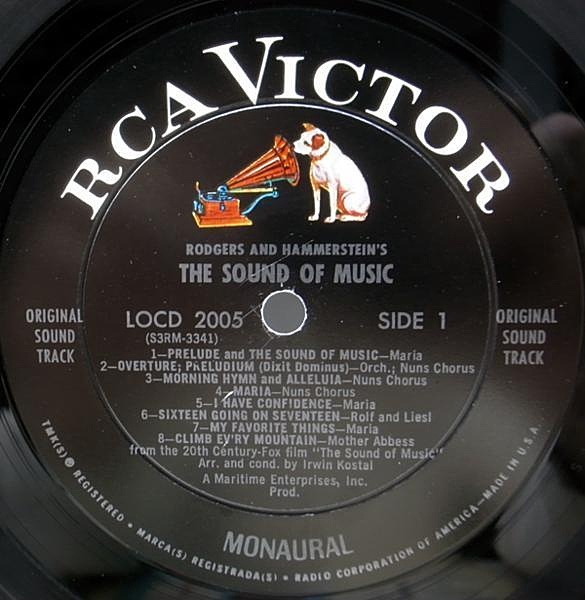 RCA VICTOR
RODGERS AND HAMMERSTEIN'S
THE SOUND OF MUSIC
ORIGINAL
SOUND
TRACK
LOCD 2005
(S3RM-3341)
SIDE 1
ORIGINAL
SOUND
TRACK
1—PRELUDE and THE SOUND OF MUSIC—Maria
2—OVERTURE; PRELUDIUM (Dixit Dominus)—Orch.; Nuns Chorus
3—MORNING HYMN and ALLELUIA—Nuns Chorus
4—MARIA—Nuns Chorus
5—I HAVE CONFIDENCE—Maria
6—SIXTEEN GOING ON SEVENTEEN—Rolf and Liesl
7—MY FAVORITE THINGS—Maria
8—CLIMB EV'RY MOUNTAIN—Mother Abbess
from the 20th Century-Fox film "The Sound of Music"
Arr. and cond. by Irwin Kostal
A Maritime Enterprises, Inc.
Prod.
MONAURAL
TMK(S)® REGISTERED • MARCA(S) REGISTRADA(S) • RADIO CORPORATION OF AMERICA—MADE IN U.S.A.